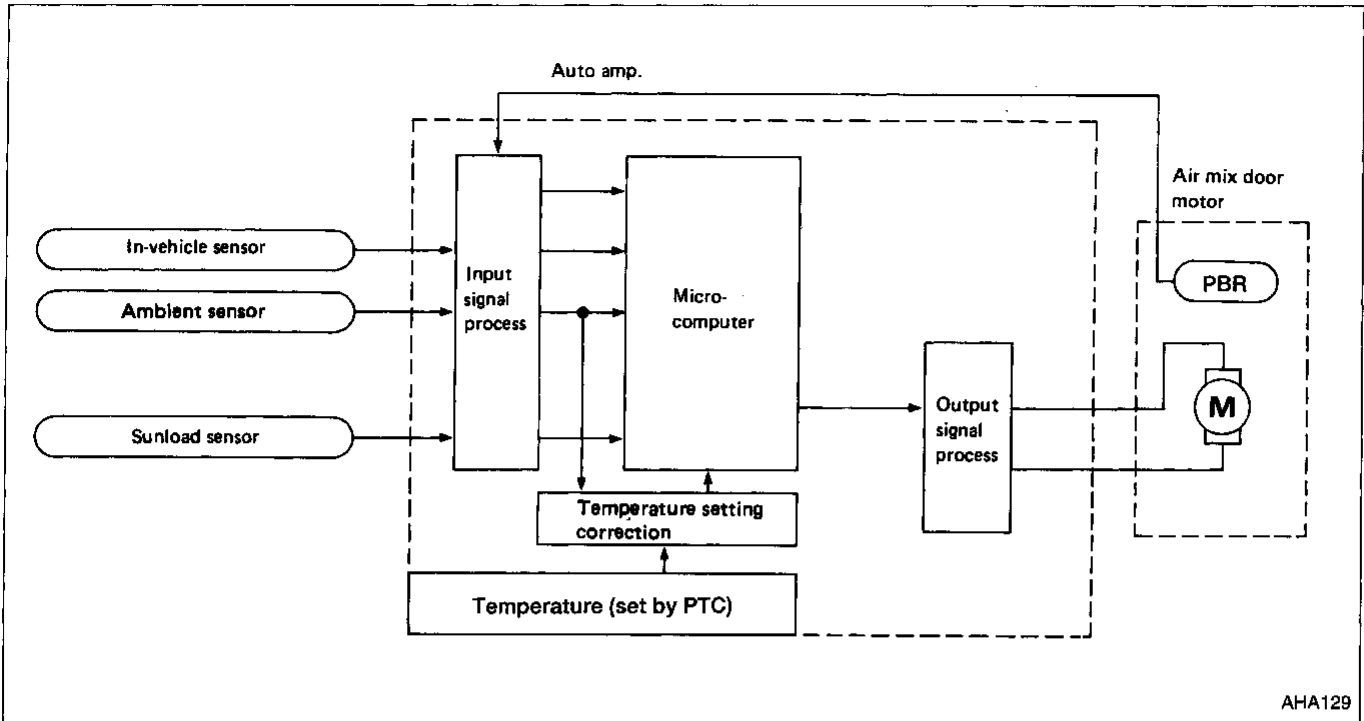 Auto amp.
Air mix door
motor
In-vehicle sensor
Ambient sensor
Sunload sensor
Input
signal
process
Micro-
computer
PBR
M
Output
signal
process
Temperature setting
correction
Temperature (set by PTC)
AHA129